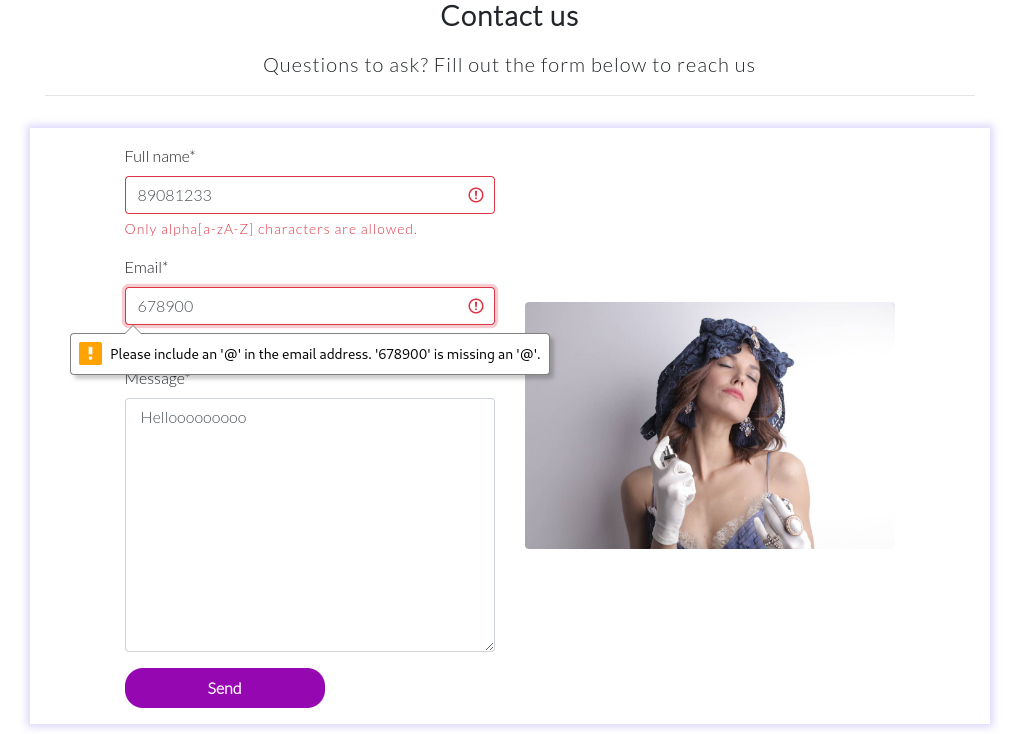 Contact us
Questions to ask? Fill out the form below to reach us
Full name*
89081233
Only alpha[a-zA-Z] characters are allowed.
Email*
678900
Please include an '@' in the email address. '678900' is missing an '@'.
Message*
Helloooooooooo
Send